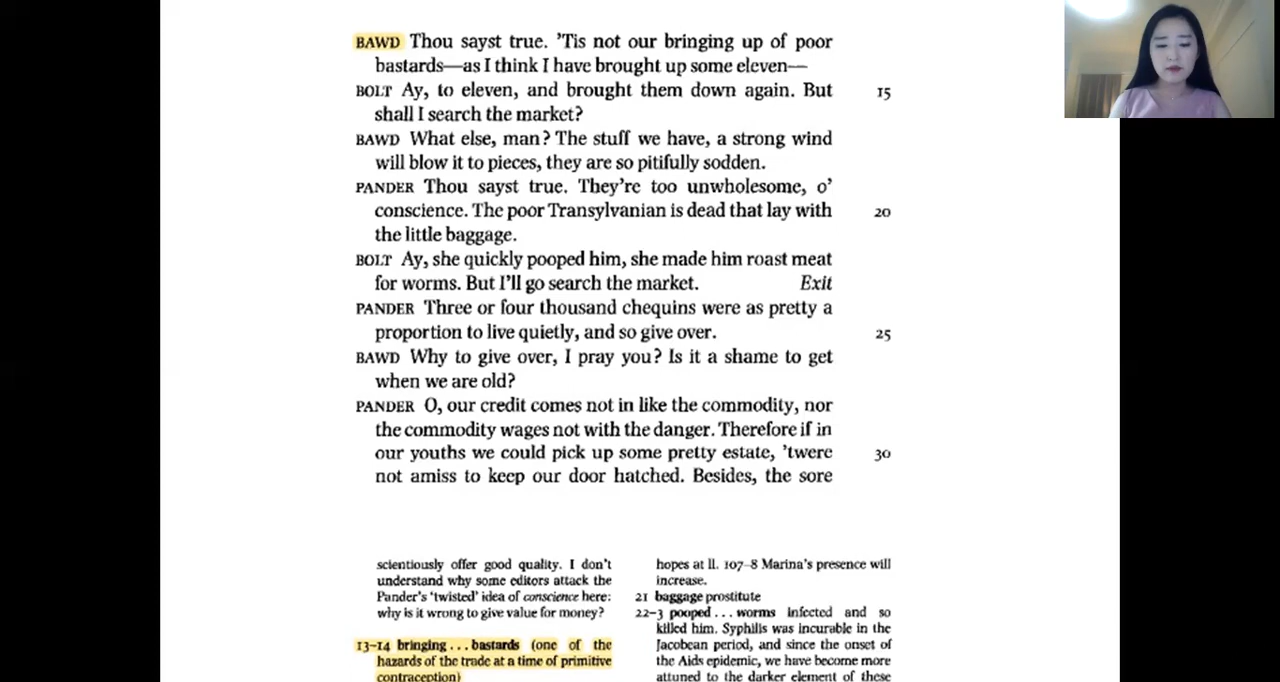 BAWD Thou sayst true. ’Tis not our bringing up of poor
bastards—as I think I have brought up some eleven—
BOLT Ay, to eleven, and brought them down again. But 15
shall I search the market?
BAWD What else, man? The stuff we have, a strong wind
will blow it to pieces, they are so pitifully sodden.
PANDER Thou sayst true. They’re too unwholesome, o’
conscience. The poor Transylvanian is dead that lay with 20
the little baggage.
BOLT Ay, she quickly pooped him, she made him roast meat
for worms. But I’ll go search the market. Exit
PANDER Three or four thousand chequins were as pretty a
proportion to live quietly, and so give over. 25
BAWD Why to give over, I pray you? Is it a shame to get
when we are old?
PANDER O, our credit comes not in like the commodity, nor
the commodity wages not with the danger. Therefore if in
our youths we could pick up some pretty estate, ’twere 30
not amiss to keep our door hatched. Besides, the sore
scientiously offer good quality. I don’t
understand why some editors attack the
Pander’s ‘twisted’ idea of conscience here:
why is it wrong to give value for money?
13–14 bringing . . . bastards (one of the
hazards of the trade at a time of primitive
contraception)
hopes at ll. 107–8 Marina’s presence will
increase.
21 baggage prostitute
22–3 pooped . . . worms infected and so
killed him. Syphilis was incurable in the
Jacobean period, and since the onset of
the Aids epidemic, we have become more
attuned to the darker element of these